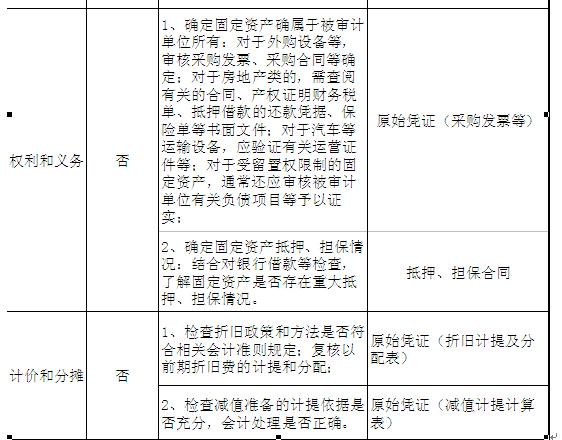 权利和义务
否
1、确定固定资产确属于被审计
单位所有：对于外购设备等，
审核采购发票、采购合同等确
定；对于房地产类的，需查阅
有关的合同、产权证明财务税
单、抵押借款的还款凭据、保
险单等书面文件；对于汽车等
运输设备，应验证有关运营证
件等；对于受留置权限制的固
定资产，通常还应审核被审计
单位有关负债项目等予以证
实；
原始凭证（采购发票等）
2、确定固定资产抵押、担保情
况：结合对银行借款等检查，
了解固定资产是否存在重大抵
押、担保情况。
抵押、担保合同
计价和分摊
否
1、检查折旧政策和方法是否符
合相关会计准则规定；复核以
前期折旧费的计提和分配；
原始凭证（折旧计提及分
配表）
2、检查减值准备的计提依据是
否充分，会计处理是否正确。
原始凭证（减值计提计算
表）